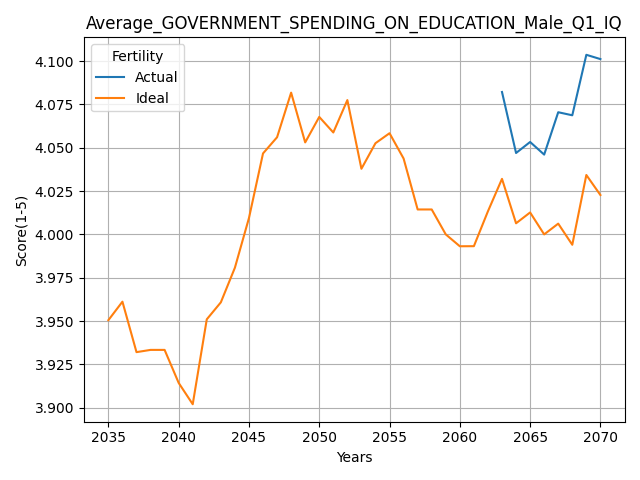 Average_GOVERNMENT_SPENDING_ON_EDUCATION_Male_Q1_IQ
Fertility
Actual
Ideal
4.100
4.075
4.050
4.025
4.000
3.975
3.950
3.925
3.900
Score(1-5)
2035 2040 2045 2050 2055 2060 2065 2070
Years